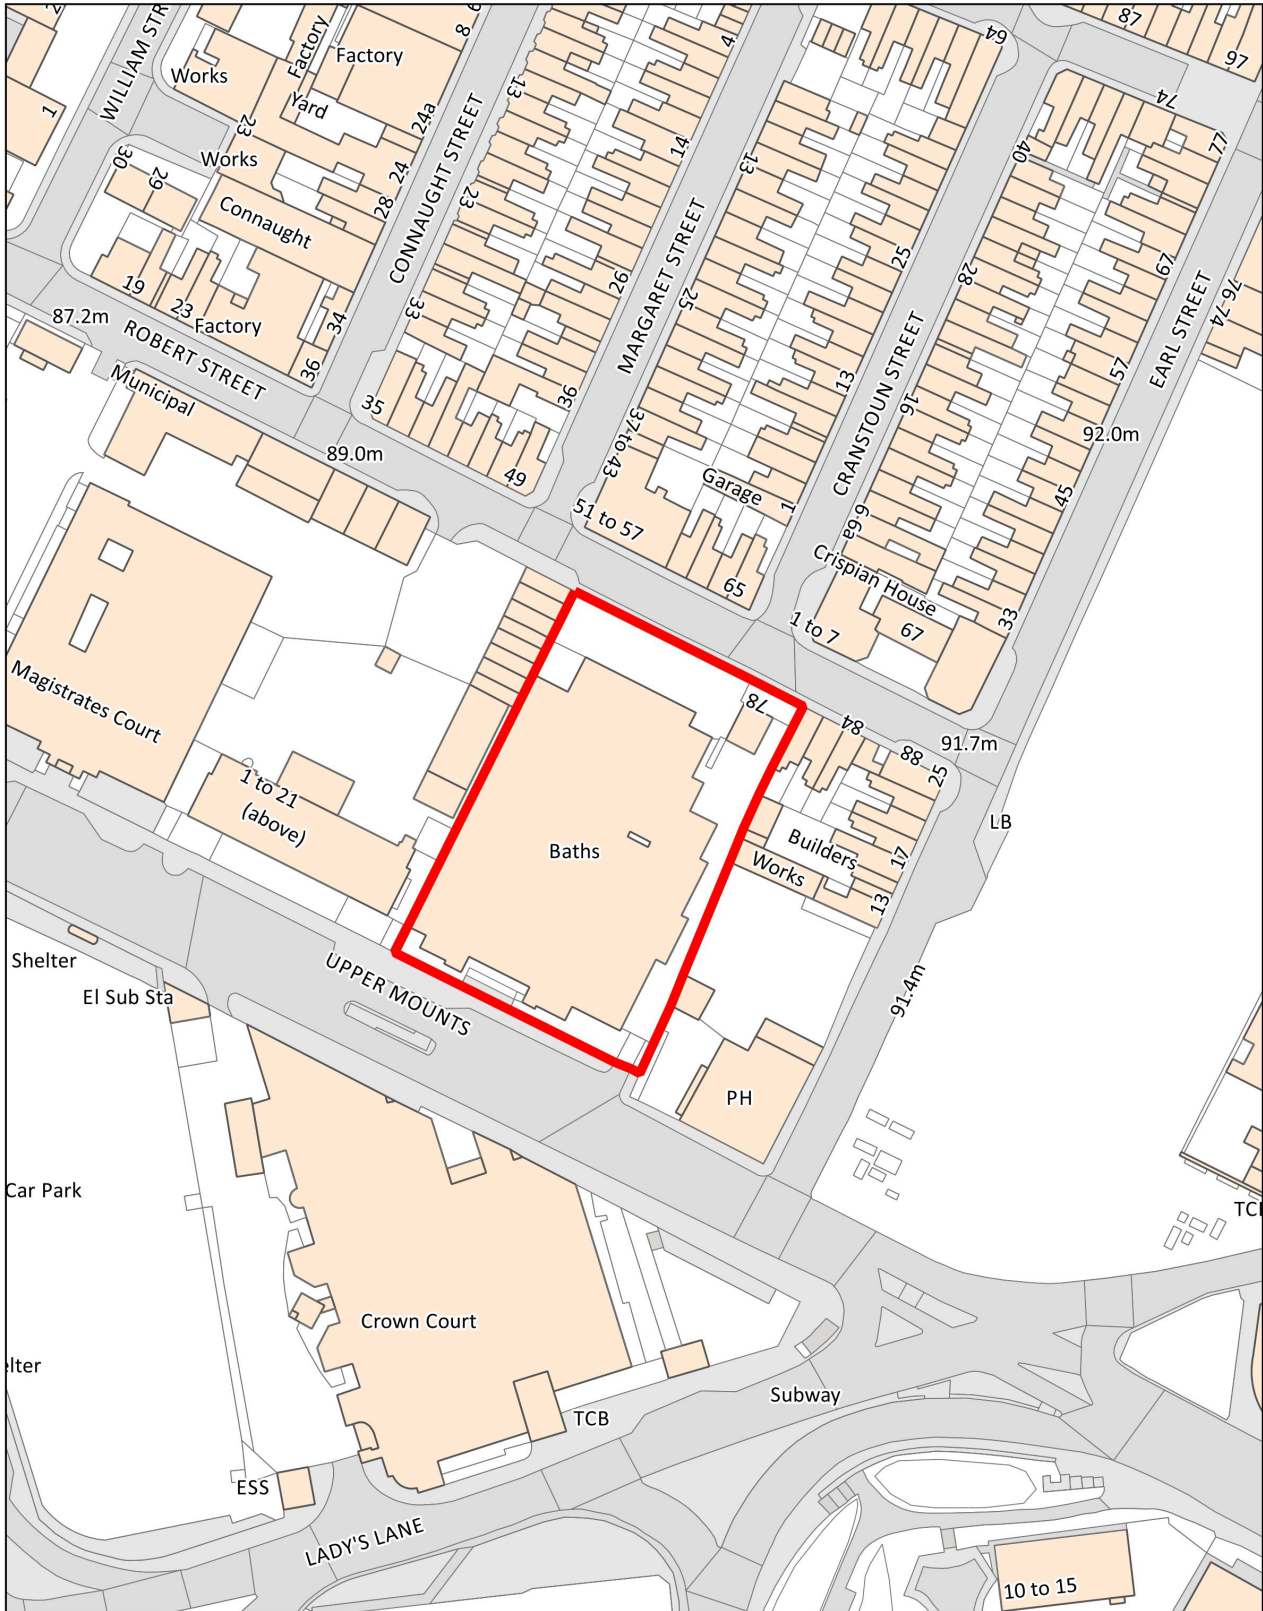 WILLIAM STR
1
Works
Factory
Factory
Yard
8
6
24a
23
Works
30
29
24
28
Connaught
CONNAUGHT STREET
13
23
33
4
14
26
36
MARGARET STREET
13
25
37 to 43
64
87
97
74
77
40
67
76-74
EARL STREET
28
25
13
16
57
92.0m
45
33
CRANSTOUN STREET
19
23
Factory
34
36
87.2m
ROBERT STREET
Municipal
35
89.0m
49
51 to 57
Garage
1
65
6-6a
Crispian House
67
1 to 7
Magistrates Court
1 to 21
(above)
78
84
88
91.7m
25
LB
Baths
Builders
Works
17
13
91.4m
UPPER MOUNTS
Shelter
El Sub Sta
PH
Car Park
TCB
Crown Court
Subway
ESS
LADY'S LANE
10 to 15